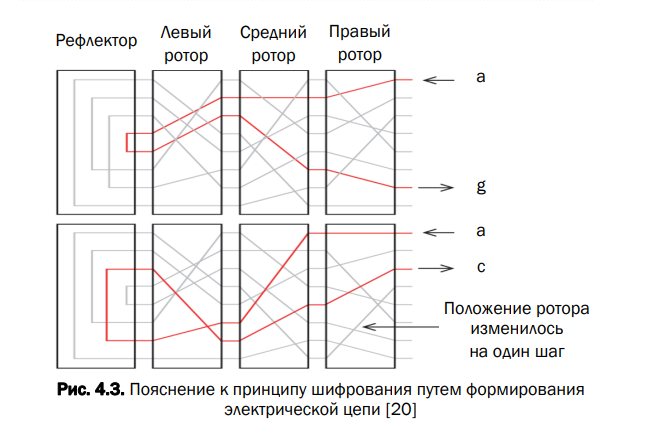 Рефлектор
Левый
ротор
Средний
ротор
Правый
ротор
a
g
a
c
Положение ротора
изменилось
на один шаг
Рис. 4.3. Пояснение к принципу шифрования путем формирования
электрической цепи [20]